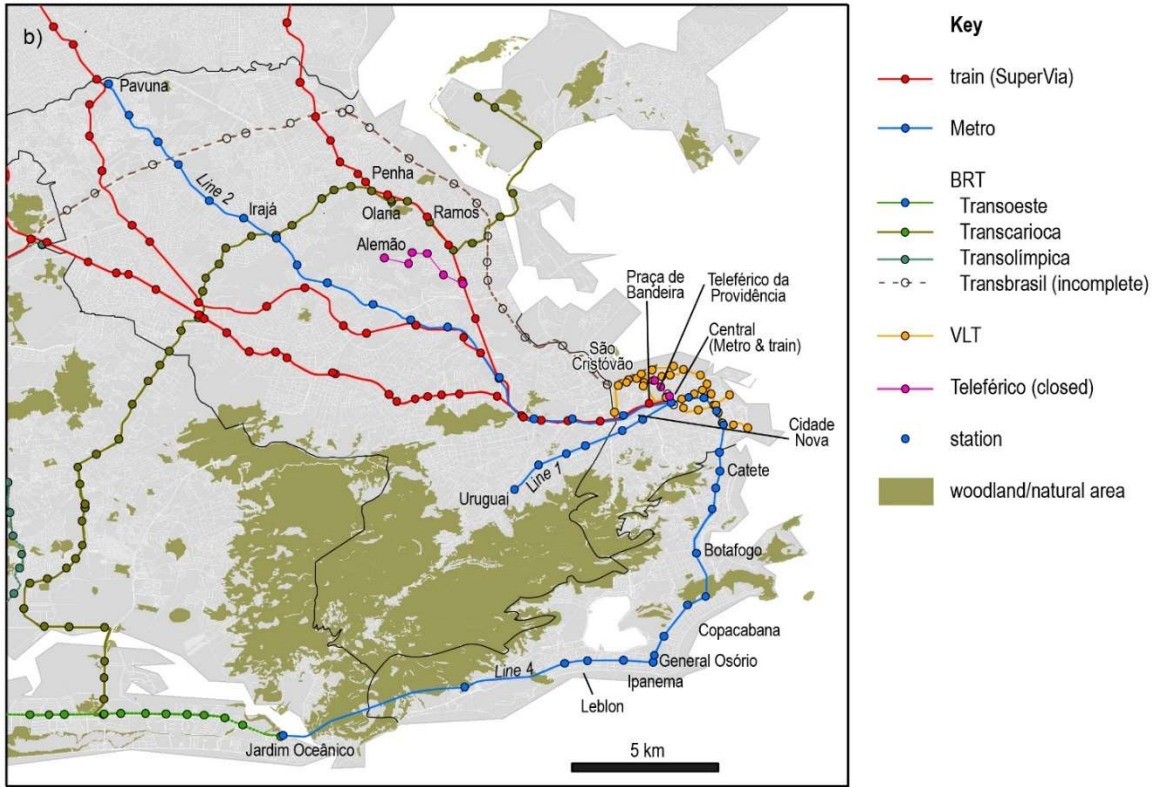 b)
Pavuna
Line 2
Penha
Irajá
Olaria
Ramos
Alemão
Praça de
Bandeira
Teleférico da
Providência
Central
(Metro & train)
São
Cristóvão
Cidade
Nova
Line 1
Uruguai
Catete
Botafogo
Copacabana
General Osório
Ipanema
Line 4
Leblon
Jardim Oceânico
5 km
Key
train (SuperVia)
Metro
BRT
Transoeste
Transcarioca
Transolímpica
Transbrasil (incomplete)
VLT
Teleférico (closed)
station
woodland/natural area